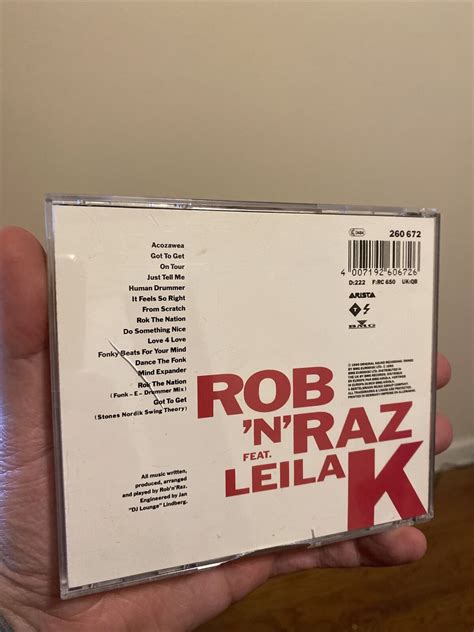 Acozawea
Got To Get
On Tour
Just Tell Me
Human Drummer
It Feels So Right
From Scratch
Rok The Nation
Do Something Nice
Love 4 Love
Fonky Beats For Your Mind
Dance The Fonk
Mind Expander
Rok The Nation
(Funk – E – Drummer Mix)
Got To Get
(Stones Nordik Swing Theory)
All music written,
produced, arranged
and played by Rob'n'Raz.
Engineered by Jan
"DJ Lounge" Lindberg.
260 672
4 007192 606726
D:222 F:RC 650 UK/QB
ARISTA
BMG
ROB
'N'RAZ
FEAT.
LEILA K